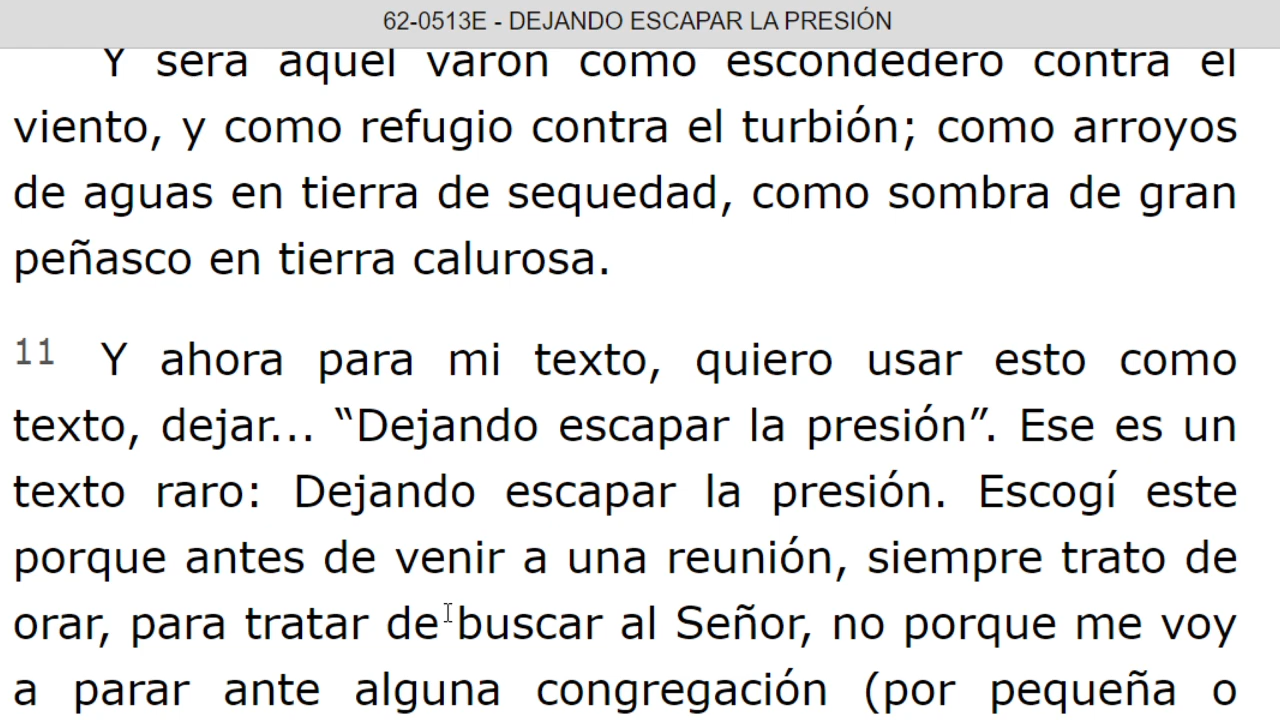 62-0513E - DEJANDO ESCAPAR LA PRESIÓN
Y será aquel varón como escondedero contra el
viento, y como refugio contra el turbión; como arroyos
de aguas en tierra de sequedad, como sombra de gran
peñasco en tierra calurosa.
11 Y ahora para mi texto, quiero usar esto como
texto, dejar... “Dejando escapar la presión”. Ese es un
texto raro: Dejando escapar la presión. Escogí este
porque antes de venir a una reunión, siempre trato de
orar, para tratar de buscar al Señor, no porque me voy
a parar ante alguna congregación (por pequeña o